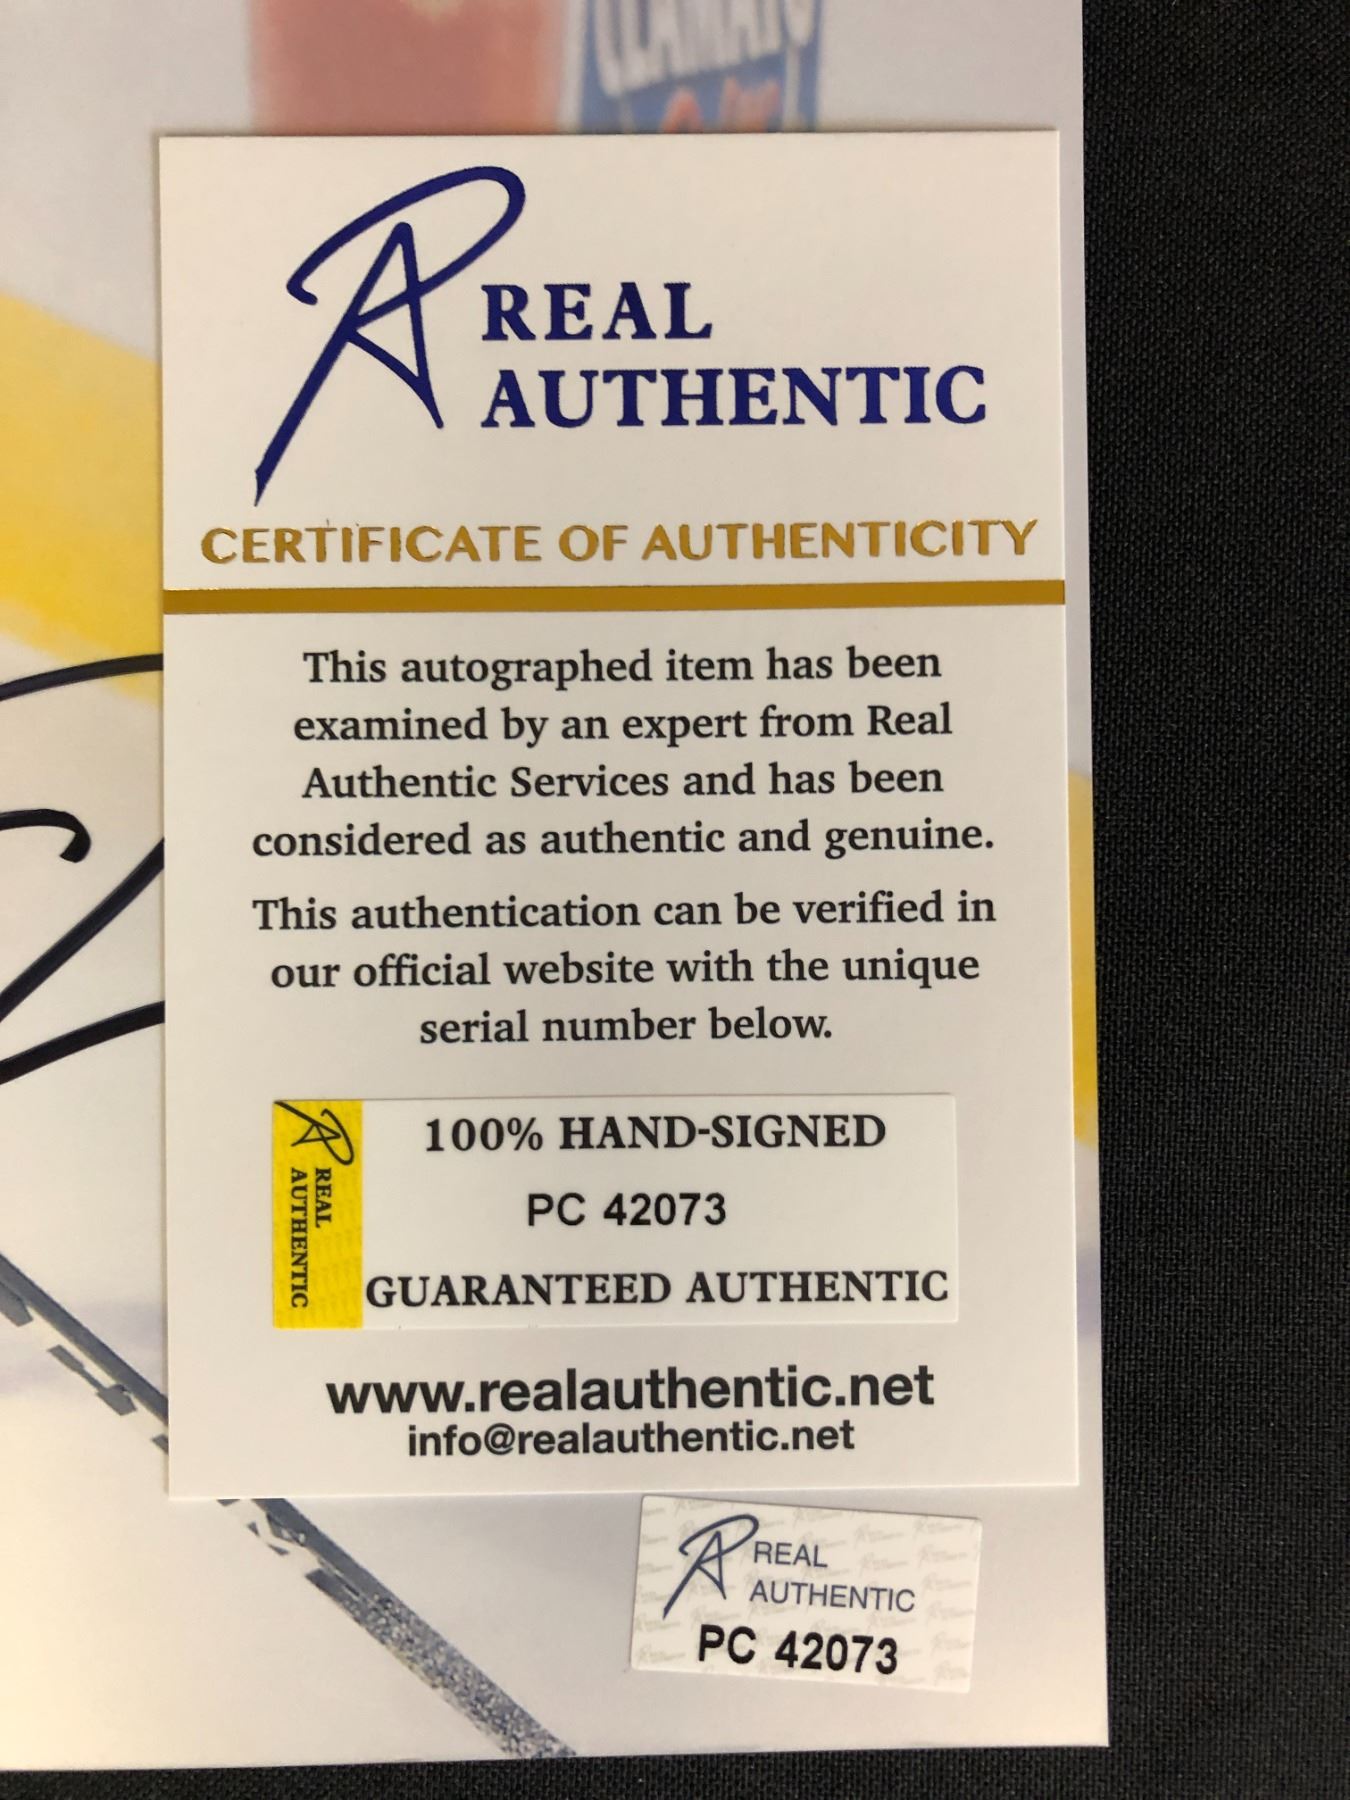 CLAMATO
REAL
AUTHENTIC
CERTIFICATE OF AUTHENTICITY
This autographed item has been
examined by an expert from Real
Authentic Services and has been
considered as authentic and genuine.
This authentication can be verified in
our official website with the unique
serial number below.
REAL
AUTHENTIC
100% HAND-SIGNED
PC 42073
GUARANTEED AUTHENTIC
www.realauthentic.net
info@realauthentic.net
REAL
AUTHENTIC
PC 42073